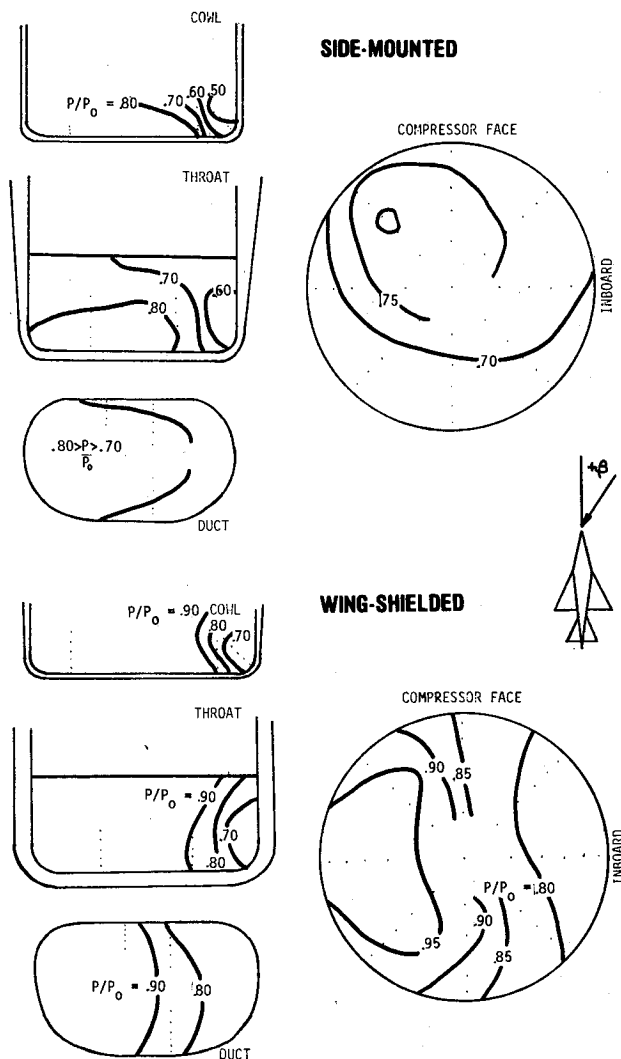 COWL
SIDE-MOUNTED
P/P0 = .80
.70
.60
.50
COMPRESSOR FACE
THROAT
.70
.60
.80
.75
.70
INBOARD
.80>P>.70
P0
DUCT
+β
P/P0 = .90
COWL
.80
.70
WING-SHIELDED
COMPRESSOR FACE
THROAT
P/P0 = .90
.70
.80
.90
.85
P/P0 = .80
.90
.95
.85
INBOARD
P/P0 = .90
.80
DUCT